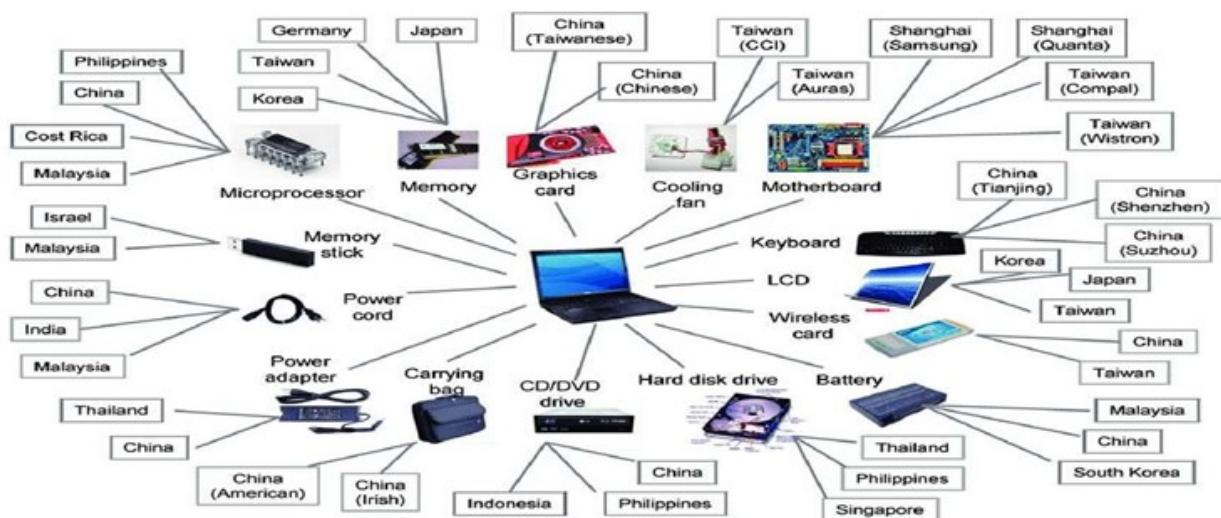 Germany
Japan
China
(Taiwanese)
Taiwan
(CCI)
Shanghai
(Samsung)
Shanghai
(Quanta)
Philippines
Taiwan
China
(Chinese)
Taiwan
(Auras)
Taiwan
(Compal)
China
Korea
Cost Rica
Taiwan
(Wistron)
Malaysia
Microprocessor
Memory
Graphics
card
Cooling
fan
Motherboard
China
(Tianjing)
China
(Shenzhen)
Israel
Malaysia
Memory
stick
Keyboard
China
(Suzhou)
LCD
Korea
Japan
Taiwan
China
India
Malaysia
Power
cord
Wireless
card
China
Taiwan
Power
adapter
Carrying
bag
CD/DVD
drive
Hard disk drive
Battery
Thailand
China
Malaysia
China
South Korea
China
(American)
China
(Irish)
Indonesia
China
Philippines
Thailand
Philippines
Singapore